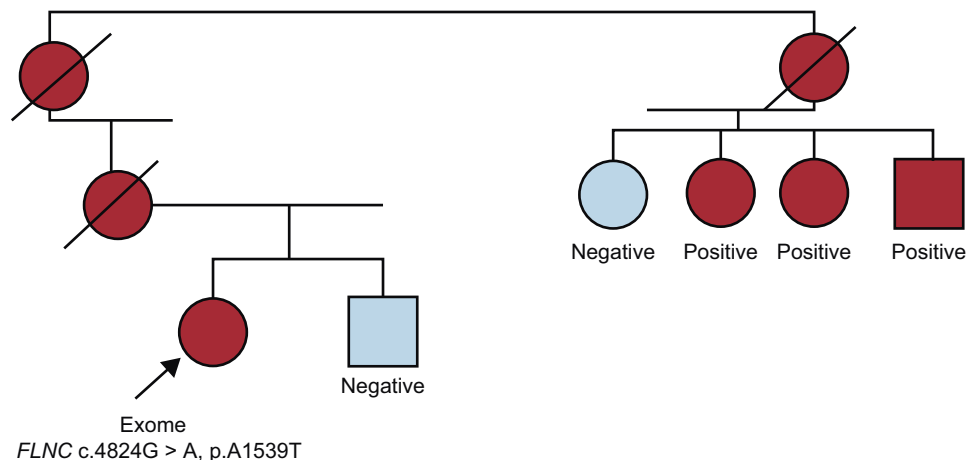 Negative Positive Positive Positive
Negative
Exome
FLNC c.4824G > A, p.A1539T